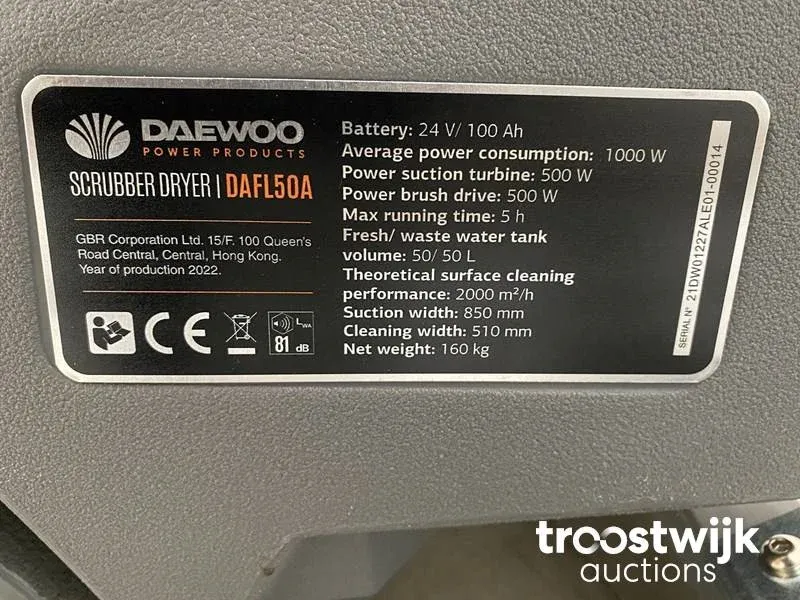 DAEWOO
POWER PRODUCTS
SCRUBBER DRYER | DAFL50A
GBR Corporation Ltd. 15/F. 100 Queen's
Road Central, Central, Hong Kong.
Year of production 2022.
CE
LWA
81 dB
Battery: 24 V/ 100 Ah
Average power consumption: 1000 W
Power suction turbine: 500 W
Power brush drive: 500 W
Max running time: 5 h
Fresh/ waste water tank
volume: 50/ 50 L
Theoretical surface cleaning
performance: 2000 m²/h
Suction width: 850 mm
Cleaning width: 510 mm
Net weight: 160 kg
SERIAL N° 21DW01227ALE01-00014
troostwijk
auctions